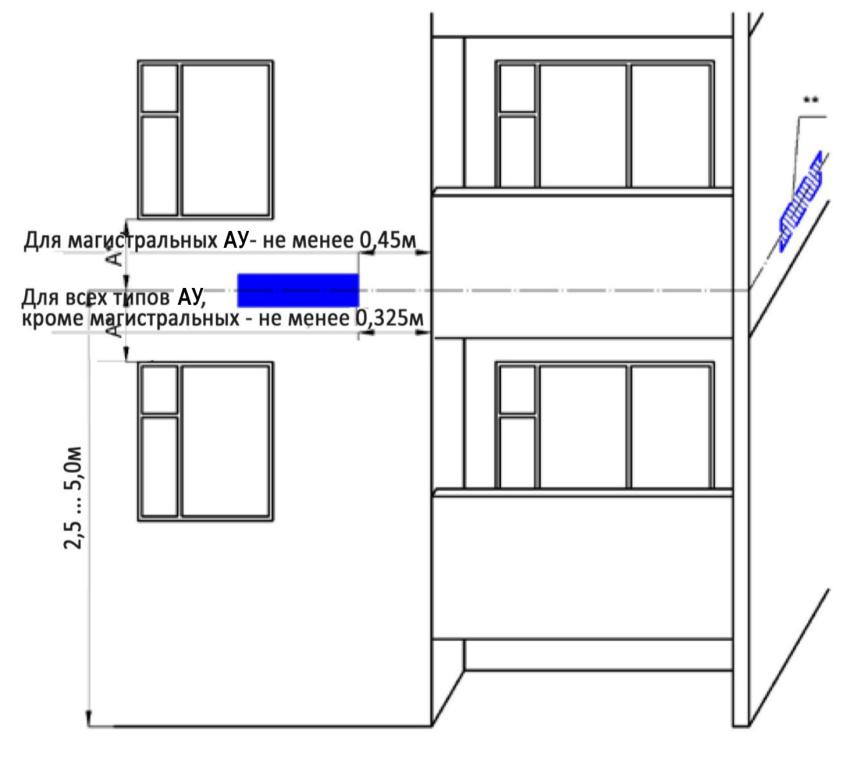 **
Для магистральных АУ- не менее 0,45м
А*
Для всех типов АУ,
кроме магистральных - не менее 0,325м
А*
2,5 ... 5,0м